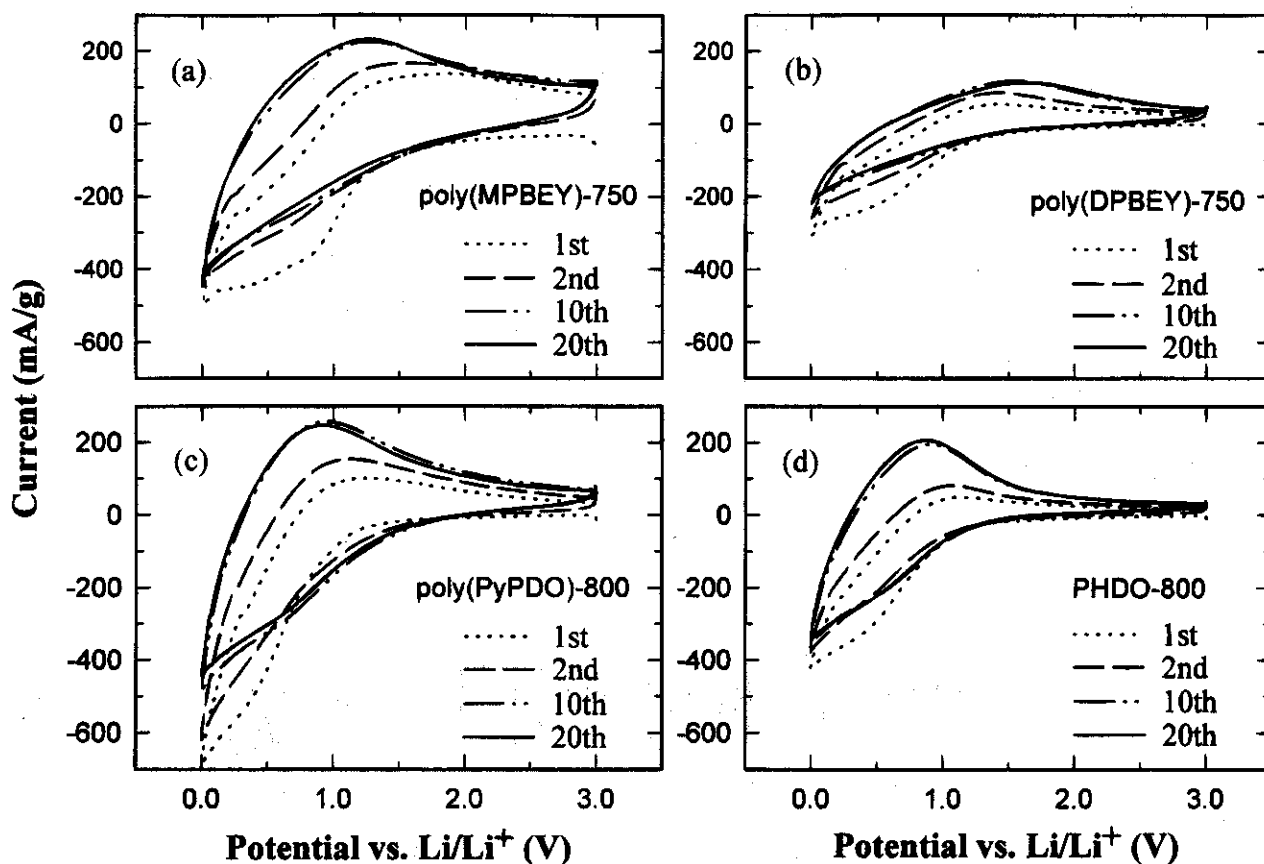 Current (mA/g)
(a)
200
0
-200
-400
-600
poly(MPBEY)-750
1st
2nd
10th
20th
(b)
200
0
-200
-400
-600
poly(DPBEY)-750
1st
2nd
10th
20th
(c)
200
0
-200
-400
-600
poly(PyPDO)-800
1st
2nd
10th
20th
0.0 1.0 2.0 3.0
Potential vs. Li/Li⁺ (V)
(d)
200
0
-200
-400
-600
PHDO-800
1st
2nd
10th
20th
0.0 1.0 2.0 3.0
Potential vs. Li/Li⁺ (V)